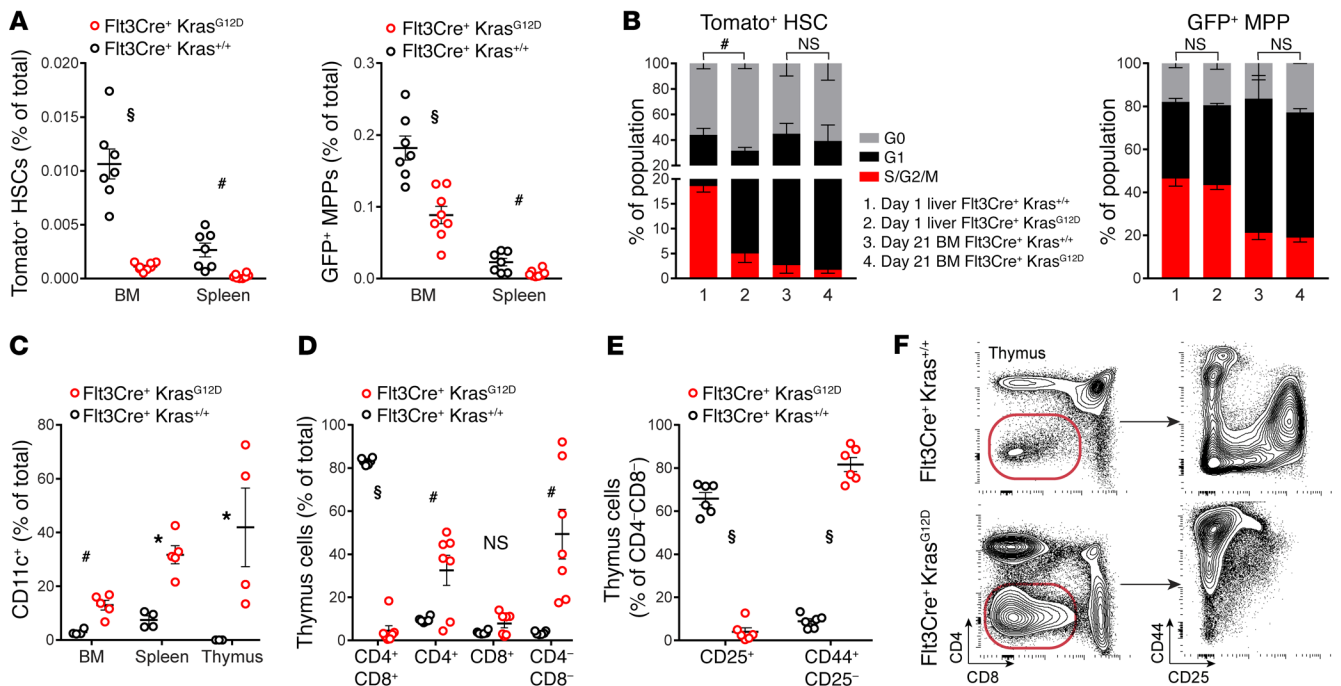 A
Flt3Cre⁺ Kras^G12D
Flt3Cre⁺ Kras^+/+
Tomato⁺ HSCs (% of total)
0.020
0.015
0.010
0.005
0.000
§
#
BM
Spleen
Flt3Cre⁺ Kras^G12D
Flt3Cre⁺ Kras^+/+
GFP⁺ MPPs (% of total)
0.3
0.2
0.1
0.0
§
#
BM
Spleen
B
Tomato⁺ HSC
#
NS
% of population
100
80
60
40
20
20
15
10
5
0
1
2
3
4
G0
G1
S/G2/M
1. Day 1 liver Flt3Cre⁺ Kras^+/+
2. Day 1 liver Flt3Cre⁺ Kras^G12D
3. Day 21 BM Flt3Cre⁺ Kras^+/+
4. Day 21 BM Flt3Cre⁺ Kras^G12D
GFP⁺ MPP
NS
NS
% of population
100
80
60
40
20
0
1
2
3
4
C
Flt3Cre⁺ Kras^G12D
Flt3Cre⁺ Kras^+/+
CD11c⁺ (% of total)
100
80
60
40
20
0
#
*
*
BM
Spleen
Thymus
D
Flt3Cre⁺ Kras^G12D
Flt3Cre⁺ Kras^+/+
Thymus cells (% of total)
100
80
60
40
20
0
§
#
NS
#
CD4⁺ CD4⁺ CD8⁺ CD4⁻
CD8⁺ CD8⁻
E
Flt3Cre⁺ Kras^G12D
Flt3Cre⁺ Kras^+/+
Thymus cells
(% of CD4⁻CD8⁻)
100
80
60
40
20
0
§
§
CD25⁺ CD44⁺
CD25⁻
F
Flt3Cre⁺ Kras^+/+
Thymus
Flt3Cre⁺ Kras^G12D
CD4
CD8
CD44
CD25